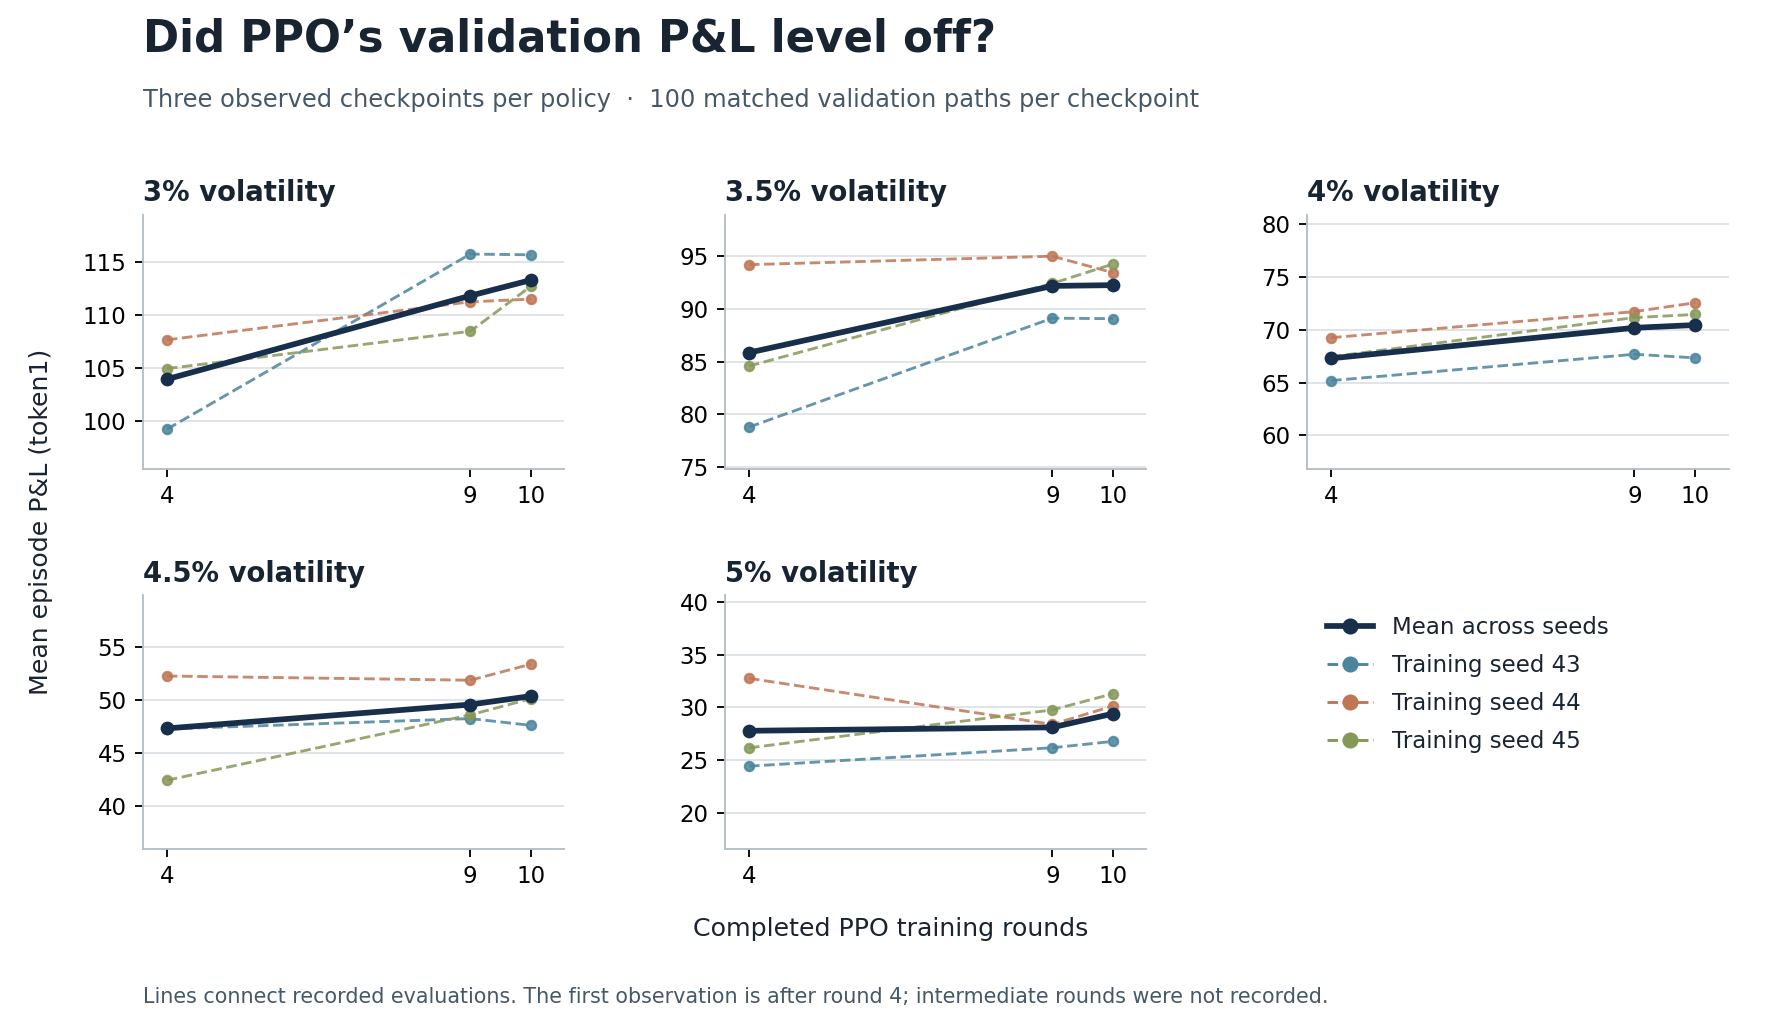 Did PPO’s validation P&L level off?
Three observed checkpoints per policy · 100 matched validation paths per checkpoint
Mean episode P&L (token1)
3% volatility
115
110
105
100
4
9
10
3.5% volatility
95
90
85
80
75
4
9
10
4% volatility
80
75
70
65
60
4
9
10
4.5% volatility
55
50
45
40
4
9
10
5% volatility
40
35
30
25
20
4
9
10
Mean across seeds
Training seed 43
Training seed 44
Training seed 45
Completed PPO training rounds
Lines connect recorded evaluations. The first observation is after round 4; intermediate rounds were not recorded.